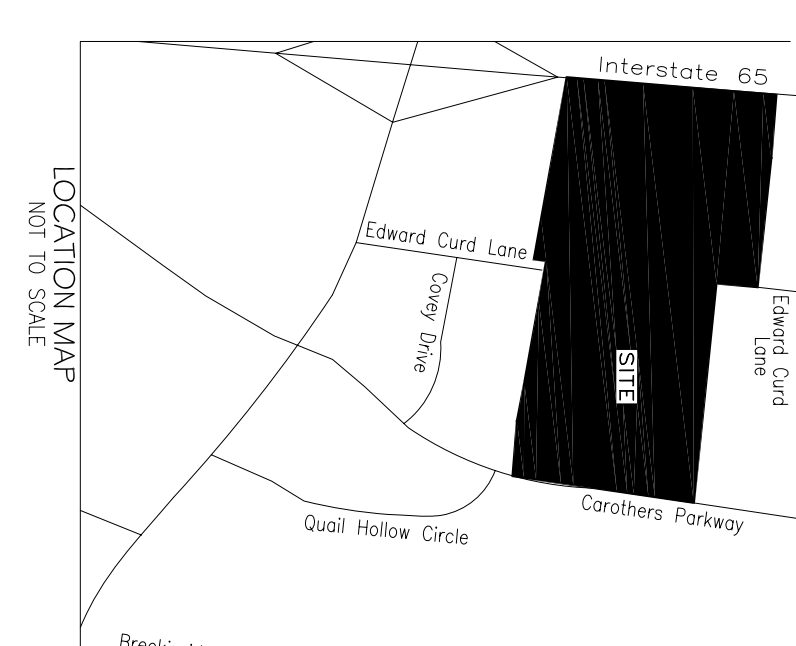 Interstate 65
Edward Curd Lane
Covey Drive
LOCATION MAP
NOT TO SCALE
Edward Curd
Lane
SITE
Carothers Parkway
Quail Hollow Circle